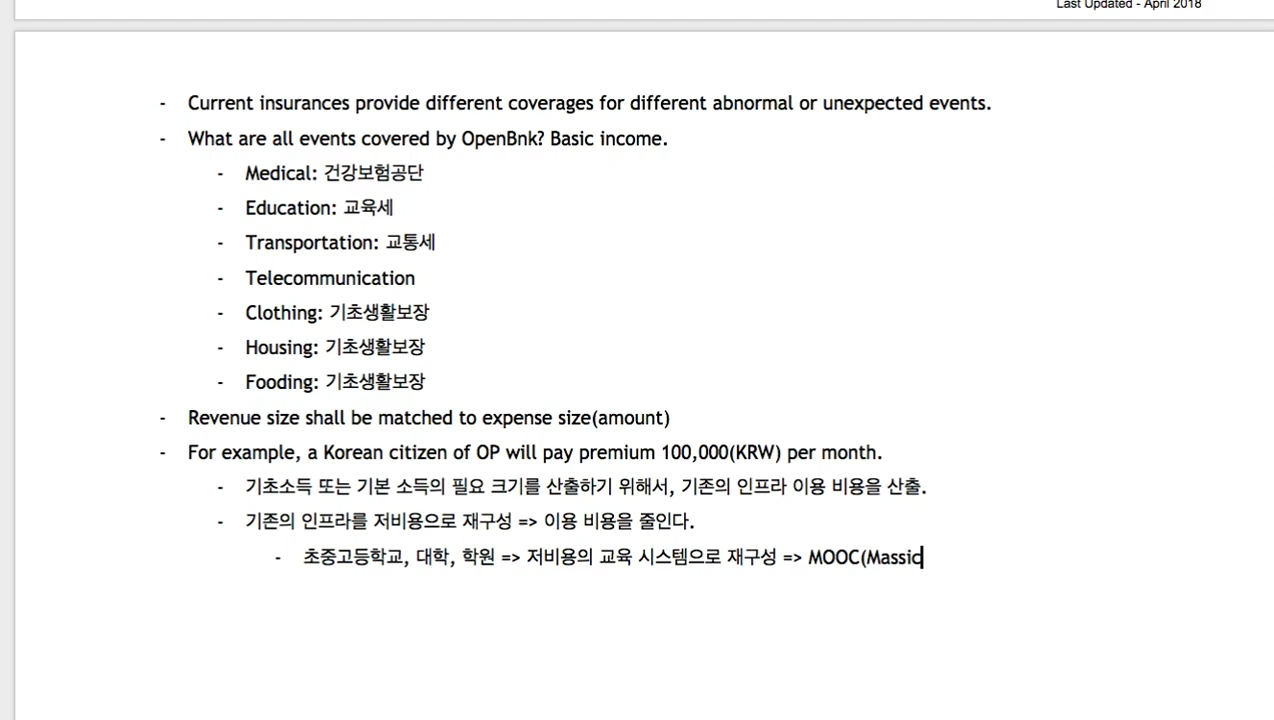 Last Updated - April 2018
- Current insurances provide different coverages for different abnormal or unexpected events.
- What are all events covered by OpenBnk? Basic income.
- Medical: 건강보험공단
- Education: 교육세
- Transportation: 교통세
- Telecommunication
- Clothing: 기초생활보장
- Housing: 기초생활보장
- Fooding: 기초생활보장
- Revenue size shall be matched to expense size(amount)
- For example, a Korean citizen of OP will pay premium 100,000(KRW) per month.
- 기초소득 또는 기본 소득의 필요 크기를 산출하기 위해서, 기존의 인프라 이용 비용을 산출.
- 기존의 인프라를 저비용으로 재구성 => 이용 비용을 줄인다.
- 초중고등학교, 대학, 학원 => 저비용의 교육 시스템으로 재구성 => MOOC(Massic